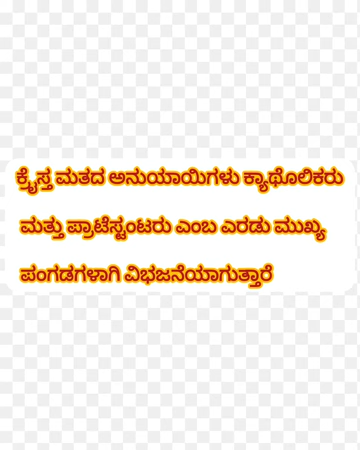 ಕ್ರೈಸ್ತ ಮತದ ಅನುಯಾಯಿಗಳು ಕ್ಯಾಥೊಲಿಕರು
ಮತ್ತು ಪ್ರಾಟೆಸ್ಟಂಟರು ಎಂಬ ಎರಡು ಮುಖ್ಯ
ಪಂಗಡಗಳಾಗಿ ವಿಭಜನೆಯಾಗುತ್ತಾರೆ